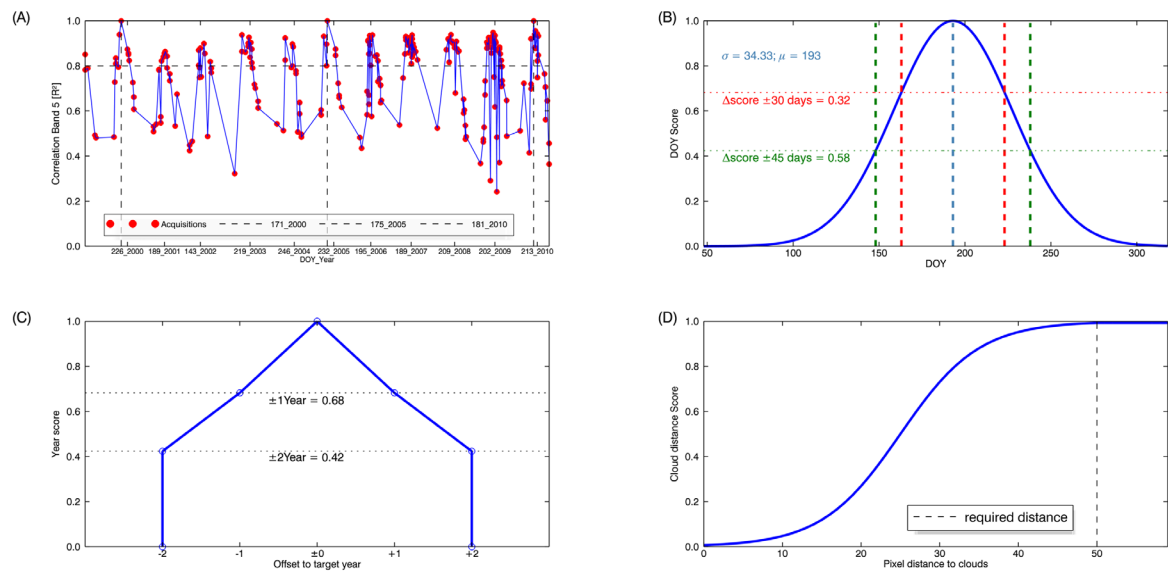 (A)
Correlation Band 5 [R²]
1.0
0.8
0.6
0.4
0.2
0.0
Acquisitions 171_2000 175_2005 181_2010
226_2000 189_2001 143_2002 219_2003 246_2004 232_2005 195_2006 189_2007 209_2008 202_2009 213_2010
DOY_Year
(B)
DOY Score
1.0
0.8
0.6
0.4
0.2
0.0
σ = 34.33; μ = 193
Δscore ±30 days = 0.32
Δscore ±45 days = 0.58
50 100 150 200 250 300
DOY
(C)
Year score
1.0
0.8
0.6
0.4
0.2
0.0
±1Year = 0.68
±2Year = 0.42
-2 -1 ±0 +1 +2
Offset to target year
(D)
Cloud distance Score
1.0
0.8
0.6
0.4
0.2
0.0
required distance
0 10 20 30 40 50
Pixel distance to clouds